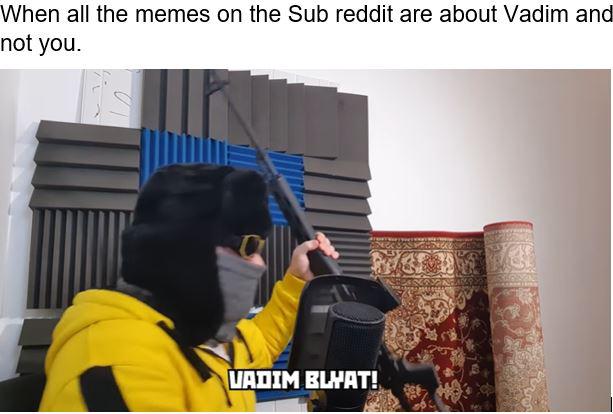 When all the memes on the Sub reddit are about Vadim and
not you.
VADIM BLYAT!